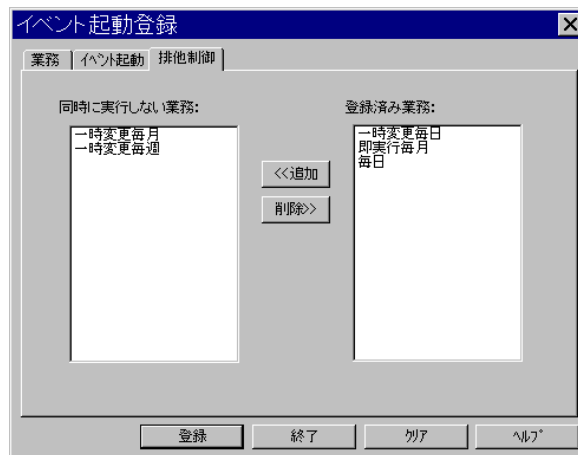 イベント起動登録
業務 イベント起動 排他制御
同時に実行しない業務: 登録済み業務:
一時変更毎月
一時変更毎週
一時変更毎日
即実行毎月
毎日
<<追加
削除>>
登録 終了 クリア ヘルプ